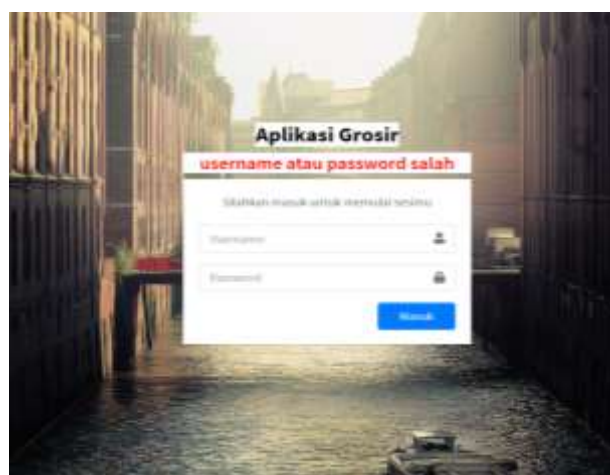 Aplikasi Grosir
username atau password salah
Silahkan masuk untuk memulai sesimu
Username
Password
Masuk